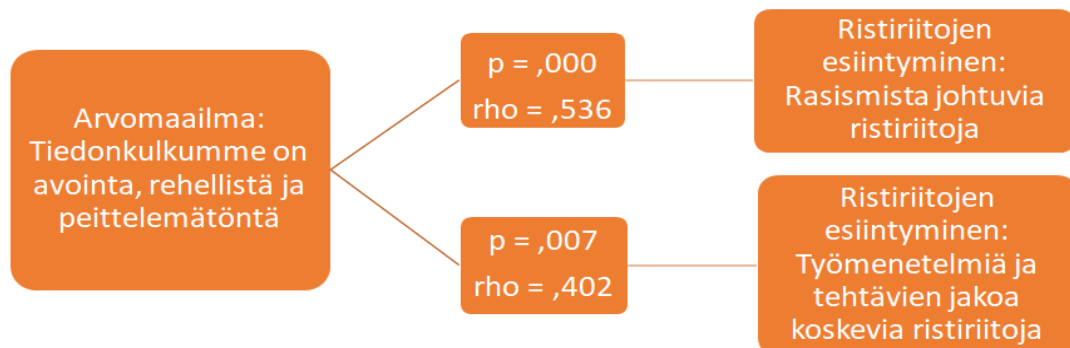 Arvomaailma:
Tiedonkulkumme on
avointa, rehellistä ja
peittelemätöntä
p = ,000
rho = ,536
Ristiriitojen
esiintyminen:
Rasismista johtuvia
ristiriitoja
p = ,007
rho = ,402
Ristiriitojen
esiintyminen:
Työmenetelmiä ja
tehtävien jakoa
koskevia ristiriitoja